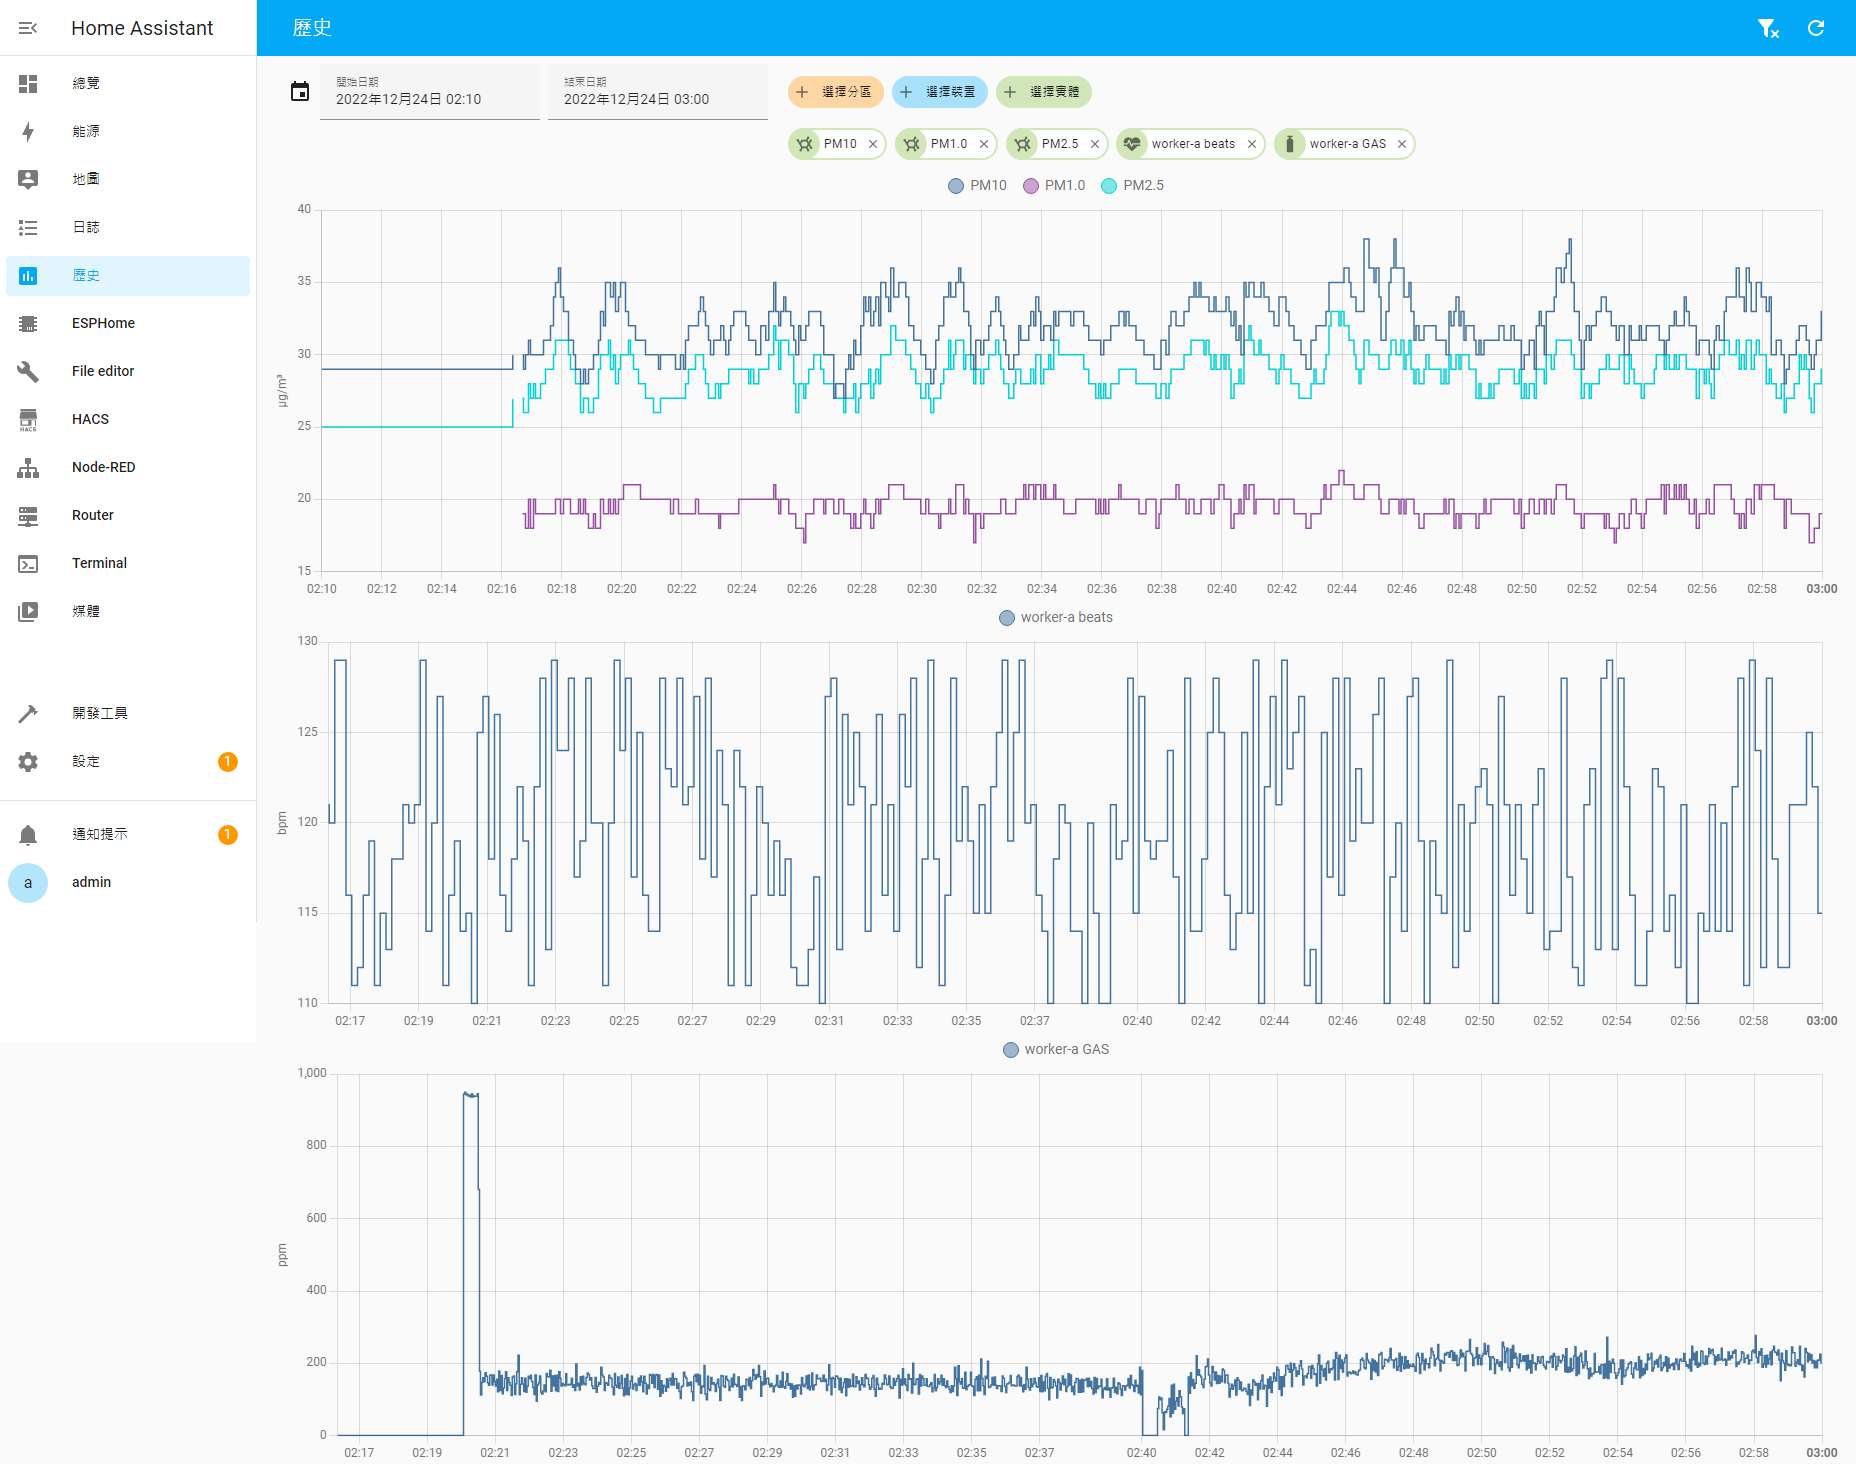 Home Assistant
總覽
能源
地圖
日誌
歷史
ESPHome
File editor
HACS
HACS
Node-RED
Router
Terminal
媒體
開發工具
設定 1
通知提示 1
a admin
歷史
開始日期
2022年12月24日 02:10
結束日期
2022年12月24日 03:00
選擇分區 選擇裝置 選擇實體
PM10 PM1.0 PM2.5 worker-a beats worker-a GAS
PM10 PM1.0 PM2.5
40
35
30
25
20
15
µg/m³
02:10 02:12 02:14 02:16 02:18 02:20 02:22 02:24 02:26 02:28 02:30 02:32 02:34 02:36 02:38 02:40 02:42 02:44 02:46 02:48 02:50 02:52 02:54 02:56 02:58 03:00
worker-a beats
130
125
120
115
110
bpm
02:17 02:19 02:21 02:23 02:25 02:27 02:29 02:31 02:33 02:35 02:37 02:40 02:42 02:44 02:46 02:48 02:50 02:52 02:54 02:56 02:58 03:00
worker-a GAS
1,000
800
600
400
200
0
ppm
02:17 02:19 02:21 02:23 02:25 02:27 02:29 02:31 02:33 02:35 02:37 02:40 02:42 02:44 02:46 02:48 02:50 02:52 02:54 02:56 02:58 03:00